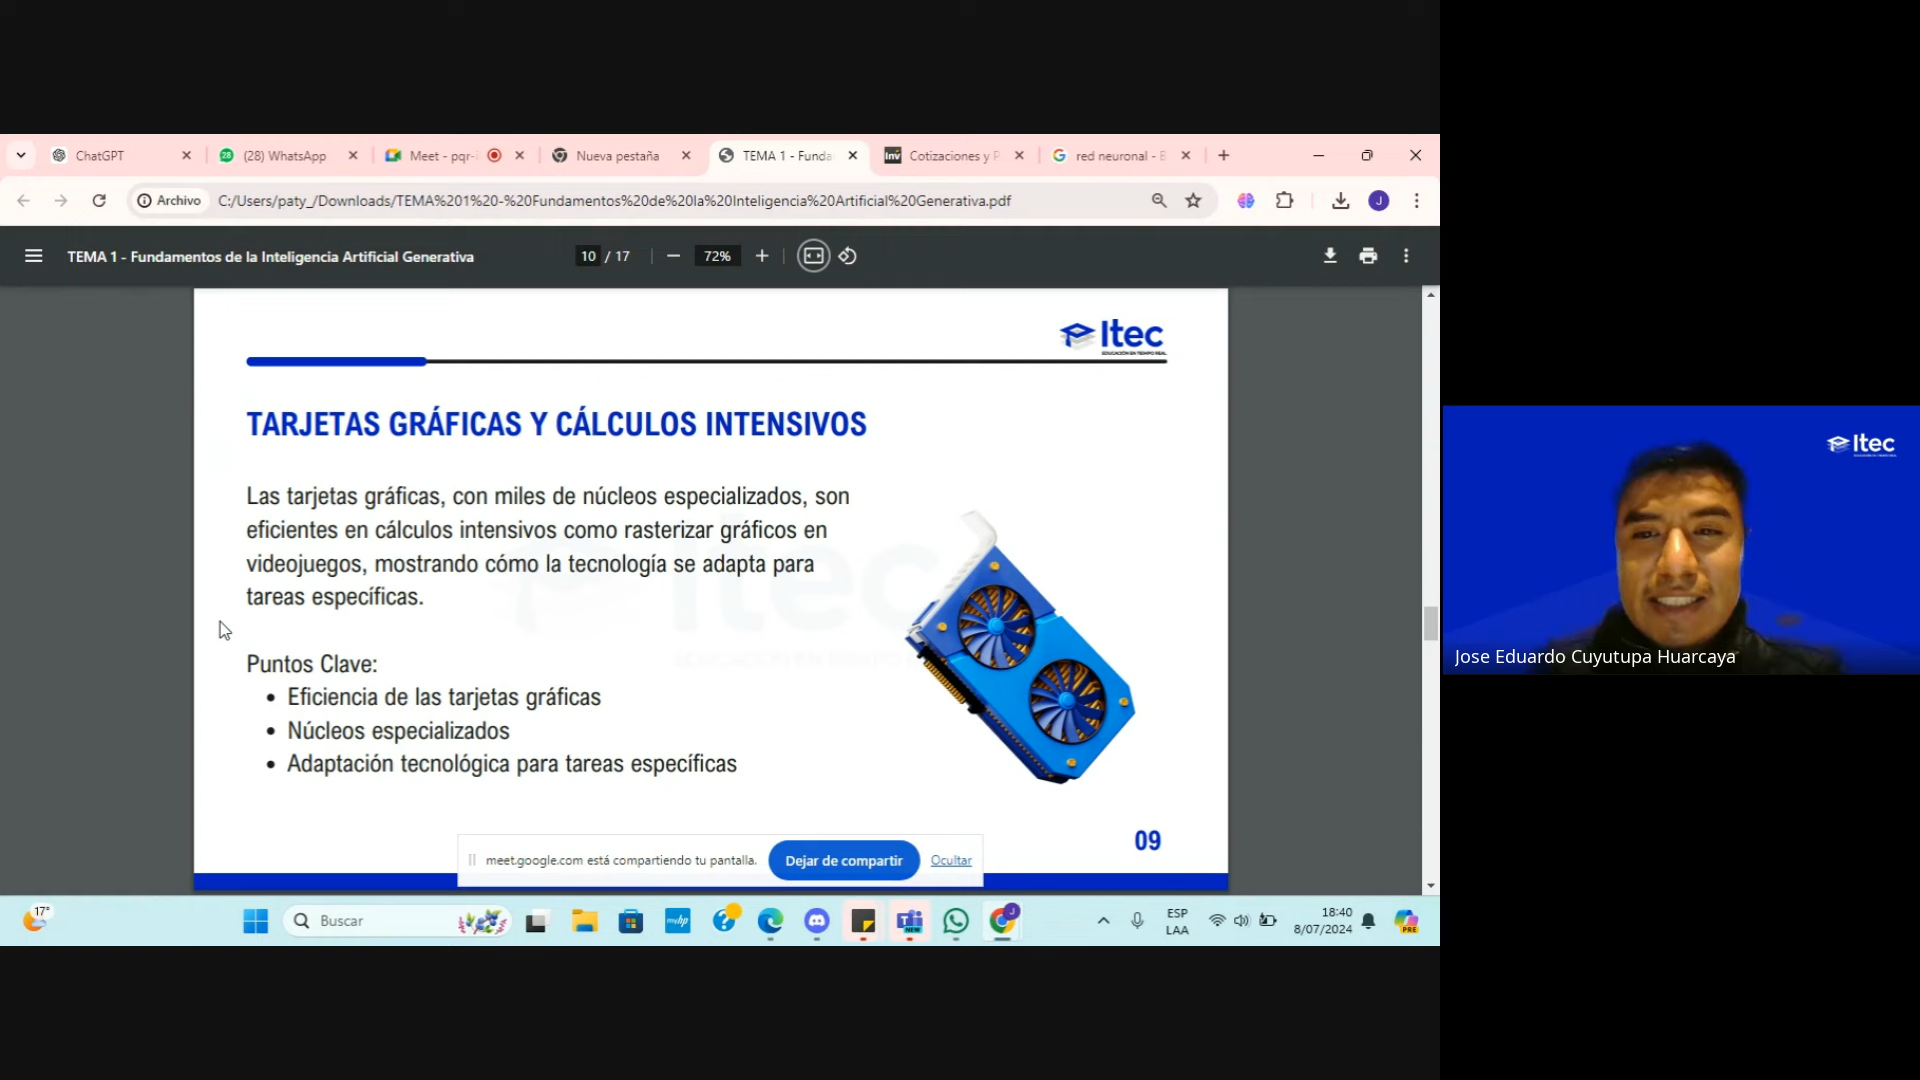 ChatGPT
(28) WhatsApp
Meet - pqr-
Nueva pestaña
TEMA 1 - Funda
Cotizaciones y P
red neuronal - B
Archivo
C:/Users/paty_/Downloads/TEMA%201%20-%20Fundamentos%20de%20la%20Inteligencia%20Artificial%20Generativa.pdf
J
TEMA 1 - Fundamentos de la Inteligencia Artificial Generativa
10 / 17
72%
Itec
EDUCACIÓN EN TIEMPO REAL
TARJETAS GRÁFICAS Y CÁLCULOS INTENSIVOS
Las tarjetas gráficas, con miles de núcleos especializados, son
eficientes en cálculos intensivos como rasterizar gráficos en
videojuegos, mostrando cómo la tecnología se adapta para
tareas específicas.
Puntos Clave:
• Eficiencia de las tarjetas gráficas
• Núcleos especializados
• Adaptación tecnológica para tareas específicas
09
meet.google.com está compartiendo tu pantalla.
Dejar de compartir
Ocultar
17°
Buscar
ESP
LAA
18:40
8/07/2024
Itec
Jose Eduardo Cuyutupa Huarcaya